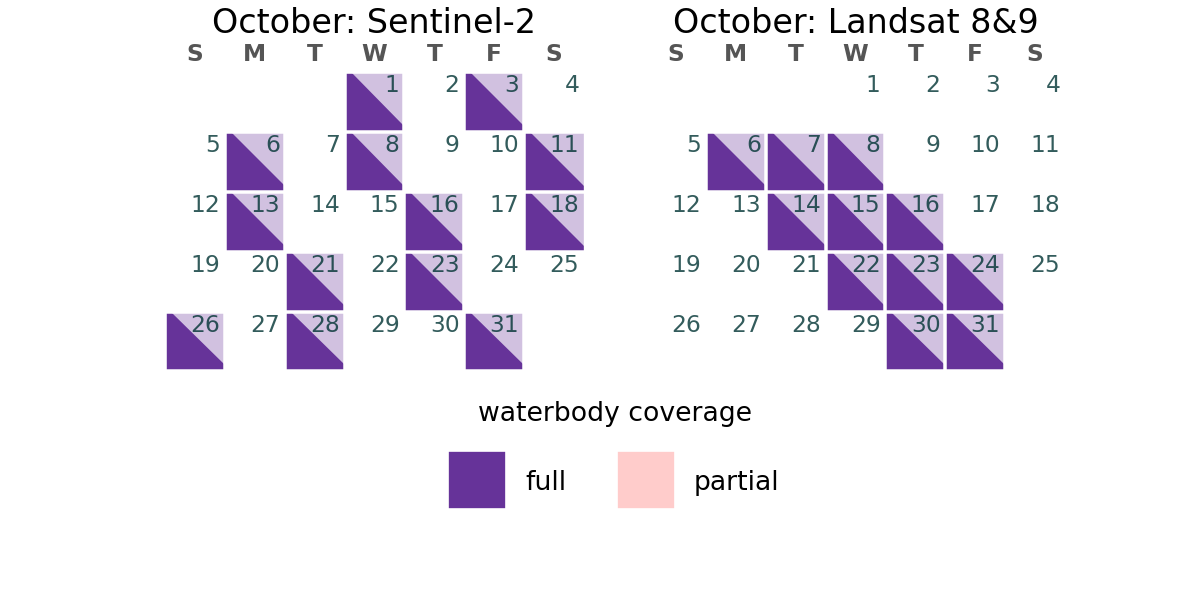 October: Sentinel-2
S M T W T F S
1 2 3 4
5 6 7 8 9 10 11
12 13 14 15 16 17 18
19 20 21 22 23 24 25
26 27 28 29 30 31
October: Landsat 8&9
S M T W T F S
1 2 3 4
5 6 7 8 9 10 11
12 13 14 15 16 17 18
19 20 21 22 23 24 25
26 27 28 29 30 31
waterbody coverage
full partial